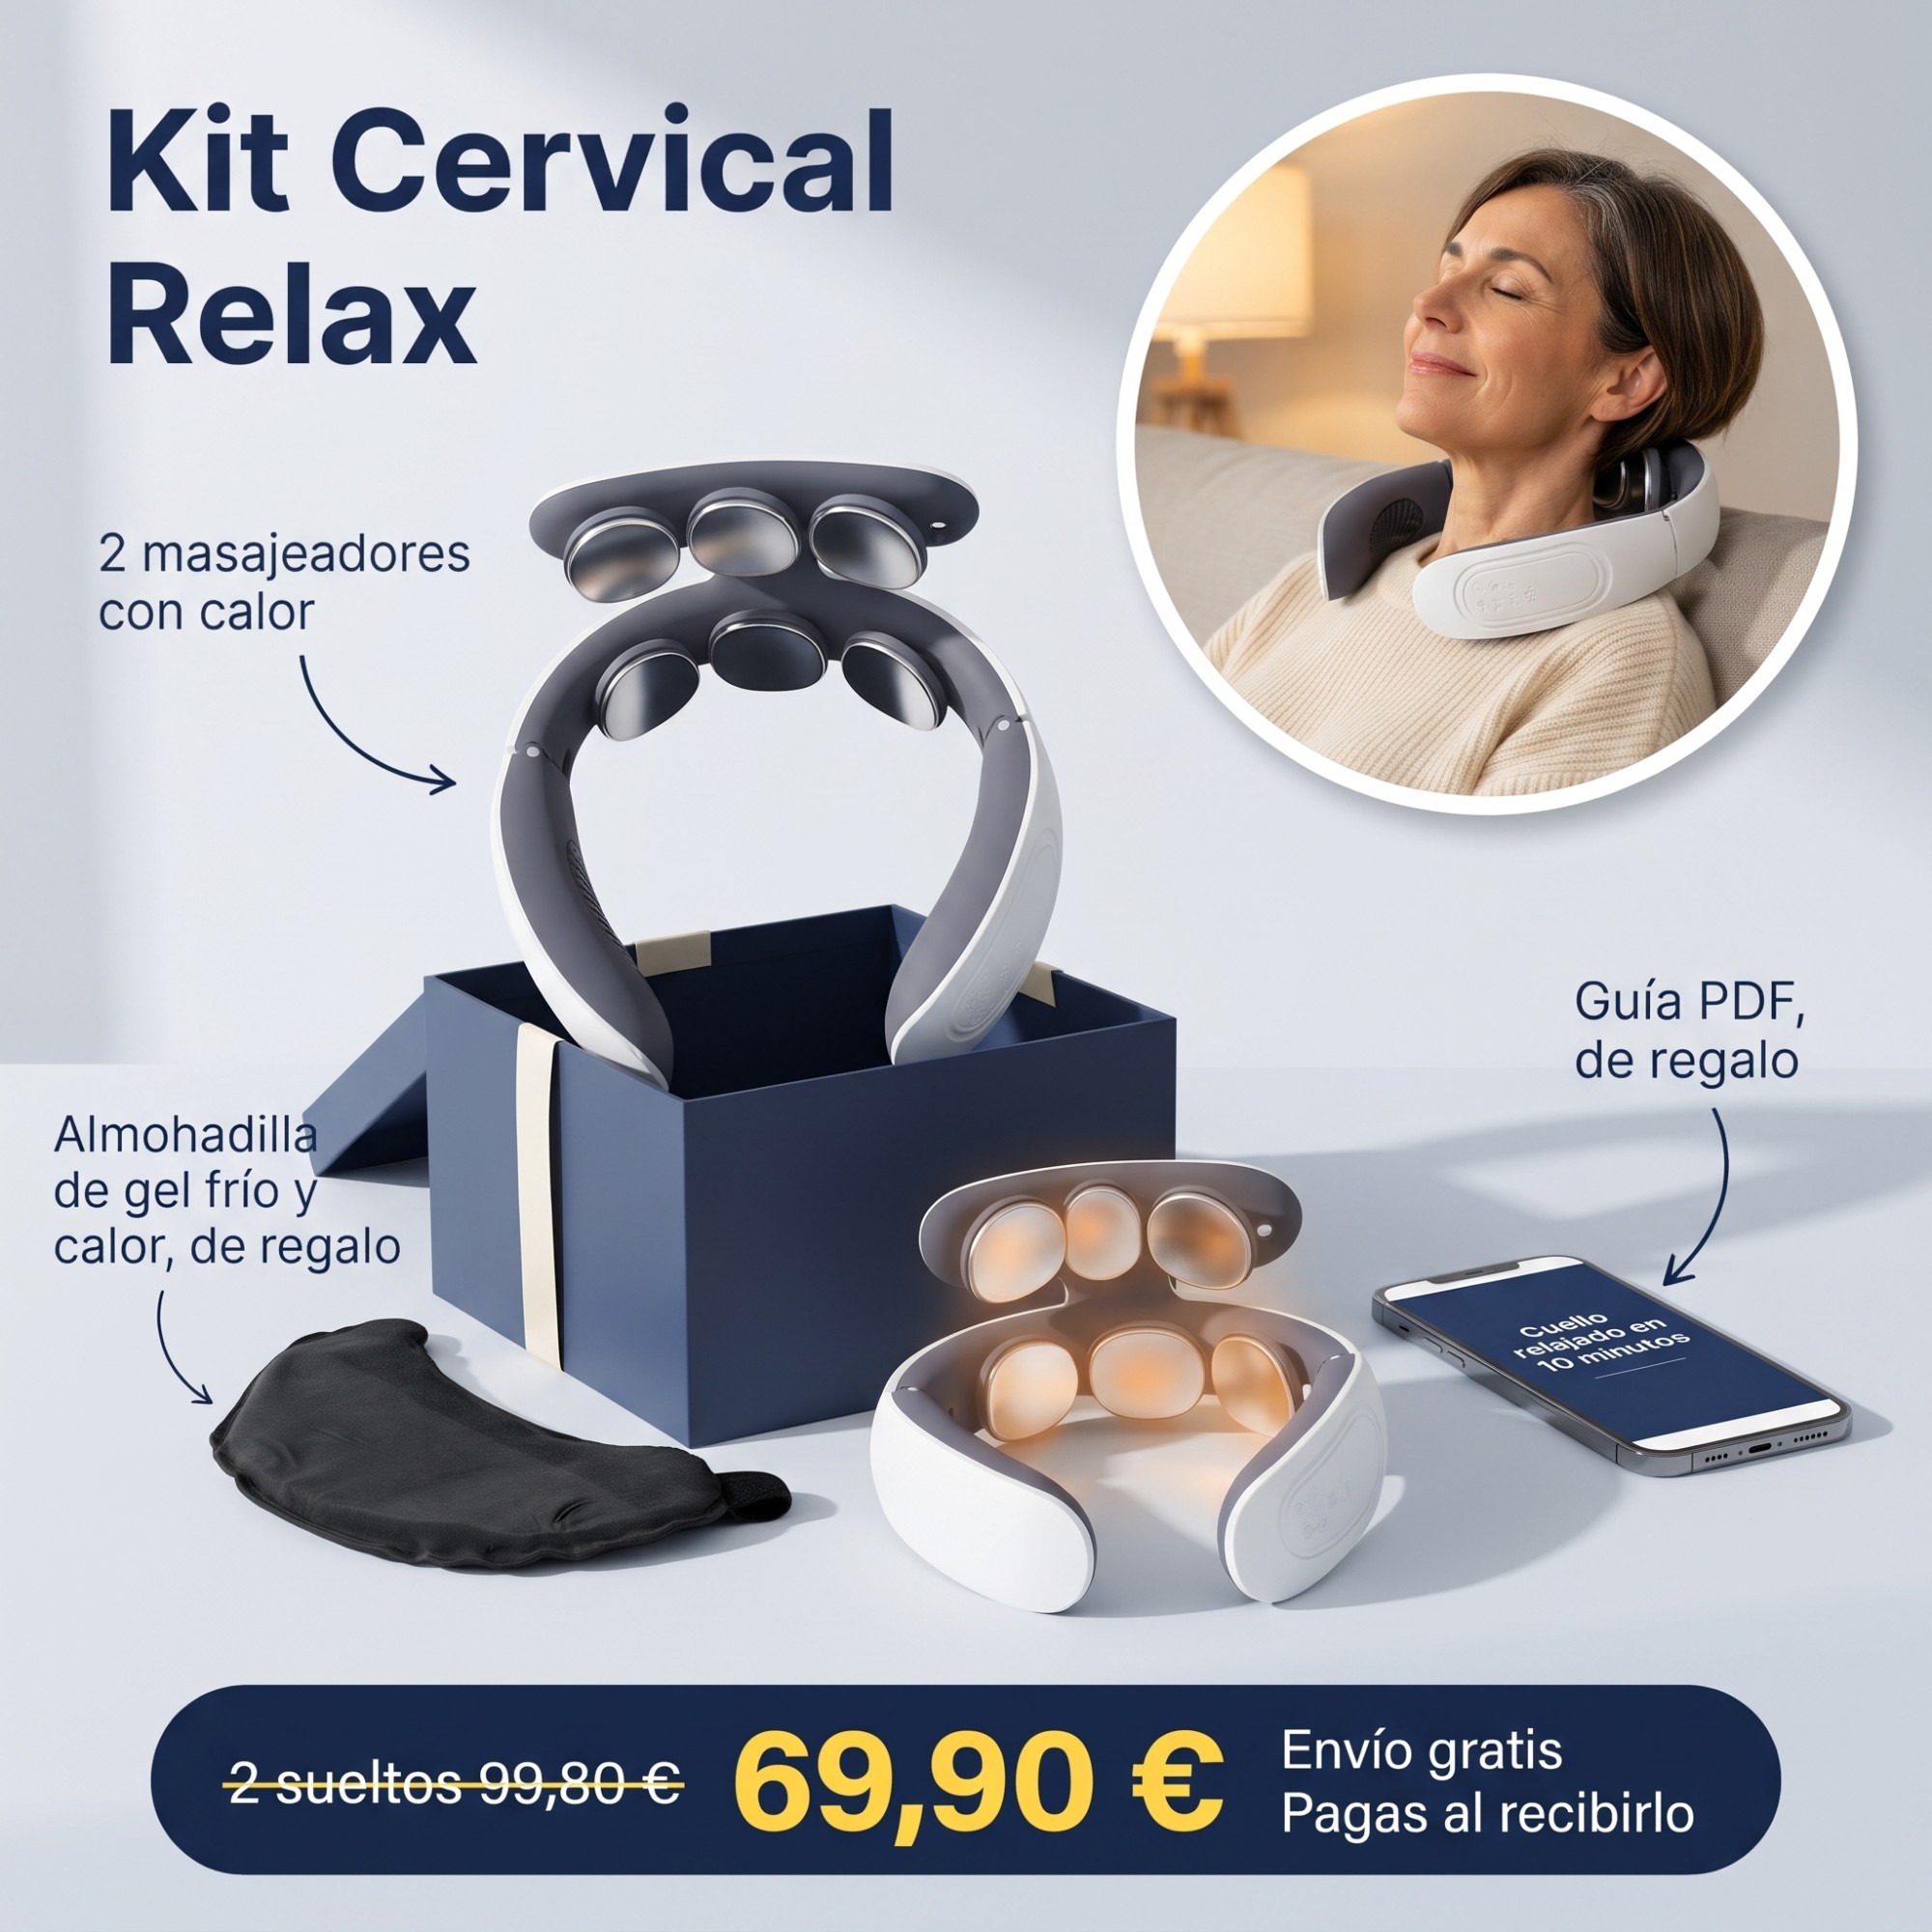 Kit Cervical
Relax
2 masajeadores
con calor
Guía PDF,
de regalo
Almohadilla
de gel frío y
calor, de regalo
Cuello
relajado en
10 minutos
2 sueltos 99,80 €
69,90 €
Envío gratis
Pagas al recibirlo